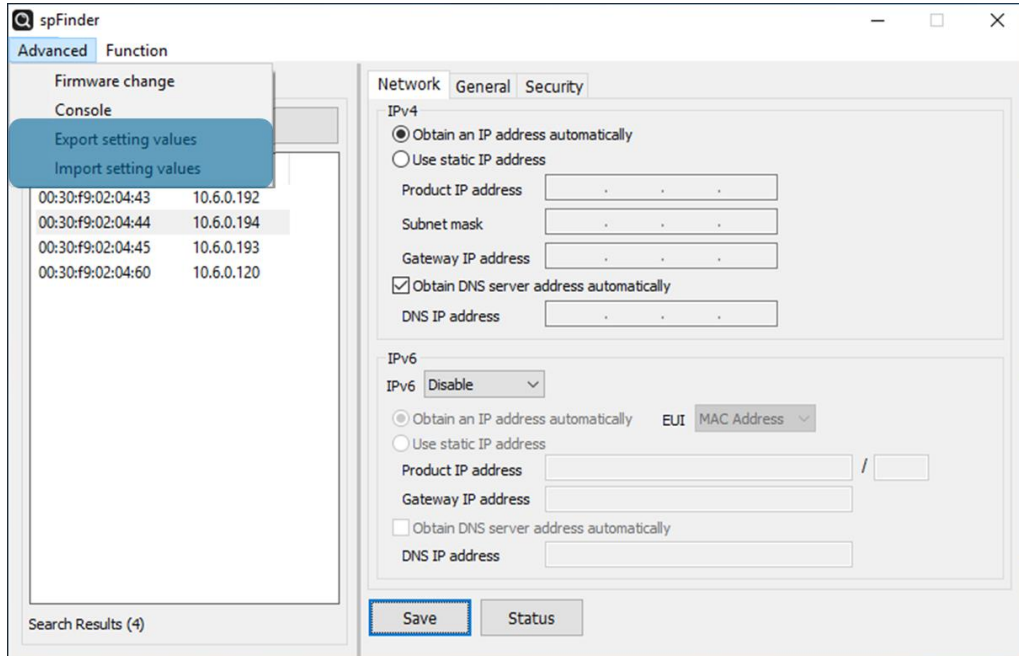 spFinder
Advanced Function
Firmware change
Console
Export setting values
Import setting values
00:30:f9:02:04:43 10.6.0.192
00:30:f9:02:04:44 10.6.0.194
00:30:f9:02:04:45 10.6.0.193
00:30:f9:02:04:60 10.6.0.120
Search Results (4)
Network General Security
IPv4
Obtain an IP address automatically
Use static IP address
Product IP address . . .
Subnet mask . . .
Gateway IP address . . .
Obtain DNS server address automatically
DNS IP address . . .
IPv6
IPv6 Disable
Obtain an IP address automatically EUI MAC Address
Use static IP address
Product IP address /
Gateway IP address
Obtain DNS server address automatically
DNS IP address
Save Status